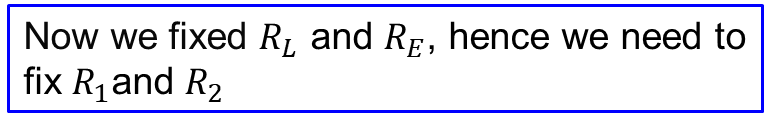 Now we fixed R_L and R_E, hence we need to
fix R_1 and R_2